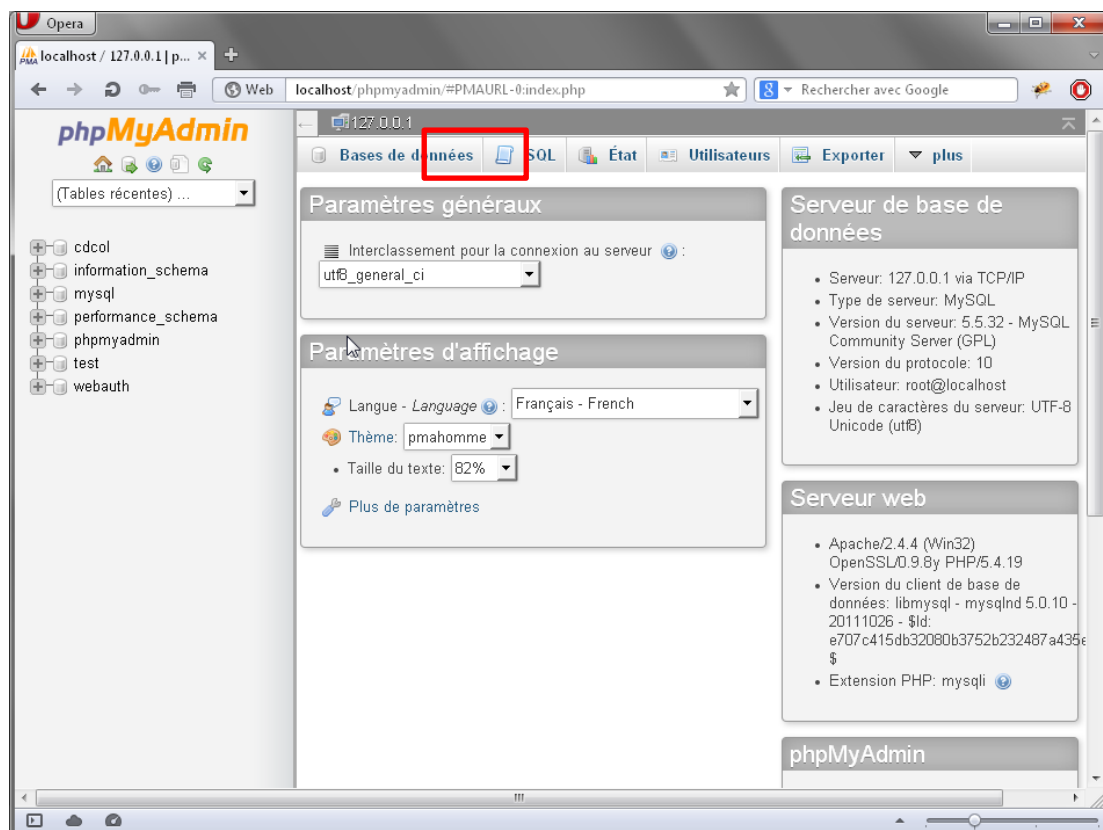 Opera
localhost / 127.0.0.1 | p...
Web
localhost/phpmyadmin/#PMAURL-0:index.php
Rechercher avec Google
phpMyAdmin
(Tables récentes) ...
cdcol
information_schema
mysql
performance_schema
phpmyadmin
test
webauth
127.0.0.1
Bases de données
SQL
État
Utilisateurs
Exporter
plus
Paramètres généraux
Interclassement pour la connexion au serveur :
utf8_general_ci
Paramètres d'affichage
Langue - Language : Français - French
Thème: pmahomme
Taille du texte: 82%
Plus de paramètres
Serveur de base de
données
Serveur: 127.0.0.1 via TCP/IP
Type de serveur: MySQL
Version du serveur: 5.5.32 - MySQL
Community Server (GPL)
Version du protocole: 10
Utilisateur: root@localhost
Jeu de caractères du serveur: UTF-8
Unicode (utf8)
Serveur web
Apache/2.4.4 (Win32)
OpenSSL/0.9.8y PHP/5.4.19
Version du client de base de
données: libmysql - mysqlnd 5.0.10 -
20111026 - $Id:
e707c415db32080b3752b232487a435e
$
Extension PHP: mysqli
phpMyAdmin